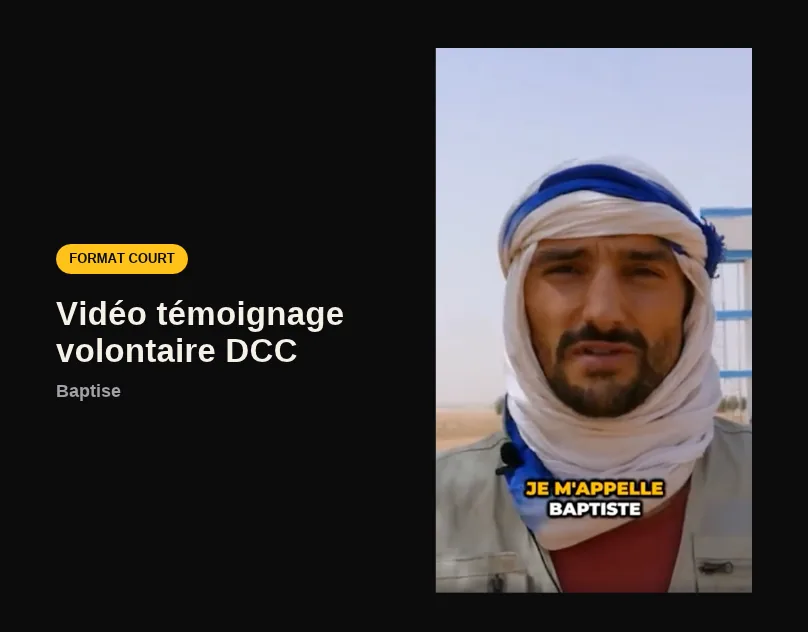 FORMAT COURT
Vidéo témoignage
volontaire DCC
Baptise
JE M'APPELLE
BAPTISTE